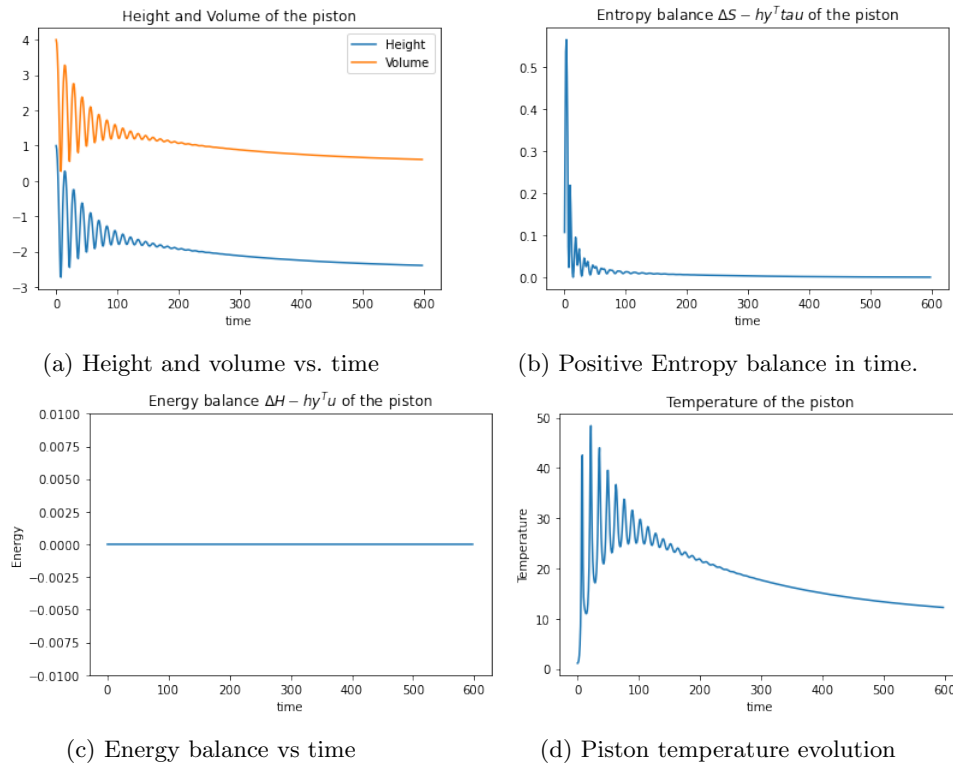 Height and Volume of the piston
4
3
2
1
0
−1
−2
−3
Height
Volume
0 100 200 300 400 500 600
time
(a) Height and volume vs. time
Entropy balance ΔS − hy^T tau of the piston
0.5
0.4
0.3
0.2
0.1
0.0
0 100 200 300 400 500 600
time
(b) Positive Entropy balance in time.
Energy balance ΔH − hy^T u of the piston
0.0100
0.0075
0.0050
0.0025
0.0000
−0.0025
−0.0050
−0.0075
−0.0100
Energy
0 100 200 300 400 500 600
time
(c) Energy balance vs time
Temperature of the piston
50
40
30
20
10
0
Temperature
0 100 200 300 400 500 600
time
(d) Piston temperature evolution